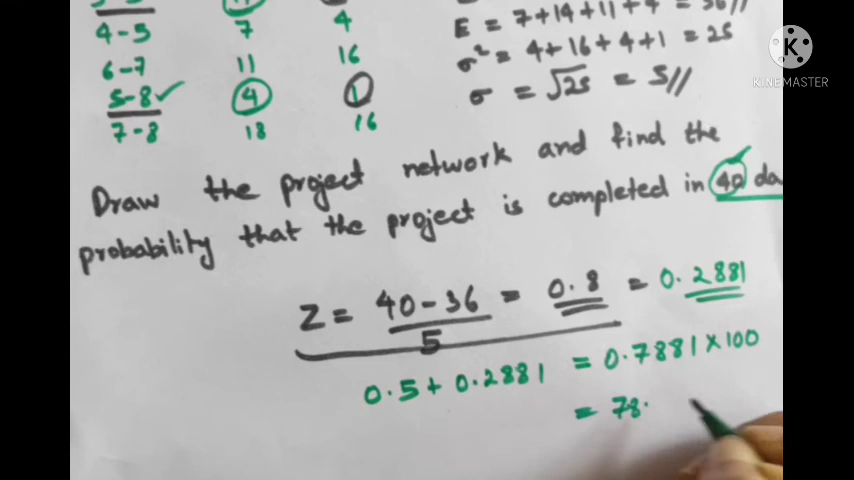 4
4-5 7
6-7 11 16
5-8 ✓ 4 1
7-8 18 16
E = 7+14+11+4 = 36//
σ² = 4+16+4+1 = 25
σ = √25 = 5//
K
KINEMASTER
Draw the project network and find the
probability that the project is completed in 40 da
Z = 40-36 / 5 = 0.8 = 0.2881
0.5 + 0.2881 = 0.7881 × 100
= 78.